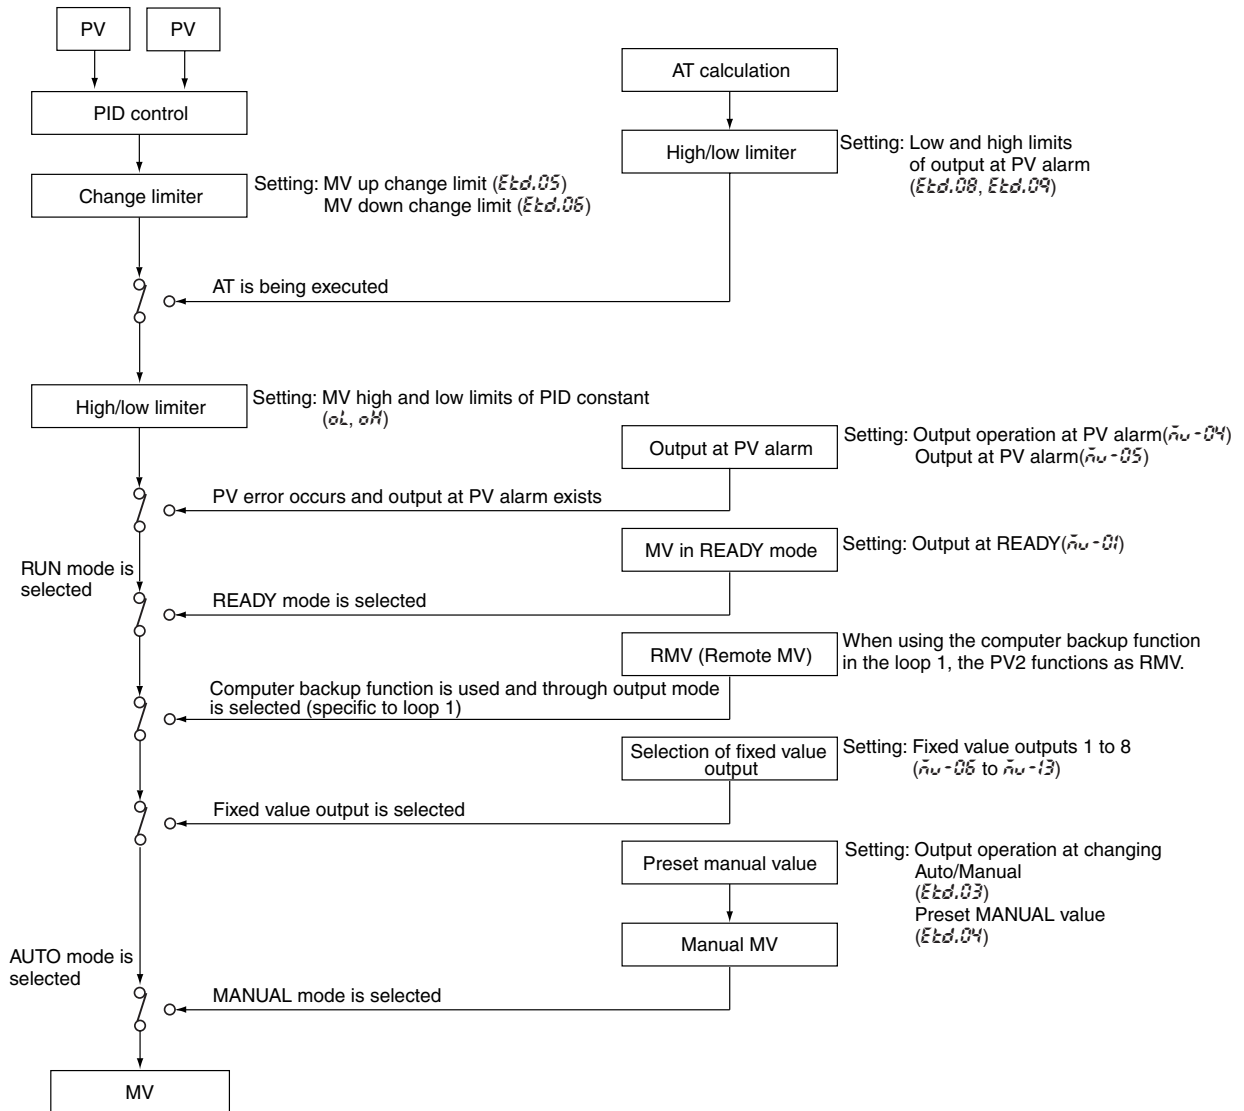 PV PV
AT calculation
PID control
High/low limiter
Setting: Low and high limits
of output at PV alarm
(Etd.08, Etd.09)
Change limiter
Setting: MV up change limit (Etd.05)
MV down change limit (Etd.06)
AT is being executed
High/low limiter
Setting: MV high and low limits of PID constant
(oL, oH)
Output at PV alarm
Setting: Output operation at PV alarm(mv-04)
Output at PV alarm(mv-05)
PV error occurs and output at PV alarm exists
RUN mode is
selected
MV in READY mode
Setting: Output at READY(mv-01)
READY mode is selected
RMV (Remote MV)
When using the computer backup function
in the loop 1, the PV2 functions as RMV.
Computer backup function is used and through output mode
is selected (specific to loop 1)
Selection of fixed value
output
Setting: Fixed value outputs 1 to 8
(mv-06 to mv-13)
Fixed value output is selected
Preset manual value
Setting: Output operation at changing
Auto/Manual
(Etd.03)
Preset MANUAL value
(Etd.04)
Manual MV
AUTO mode is
selected
MANUAL mode is selected
MV